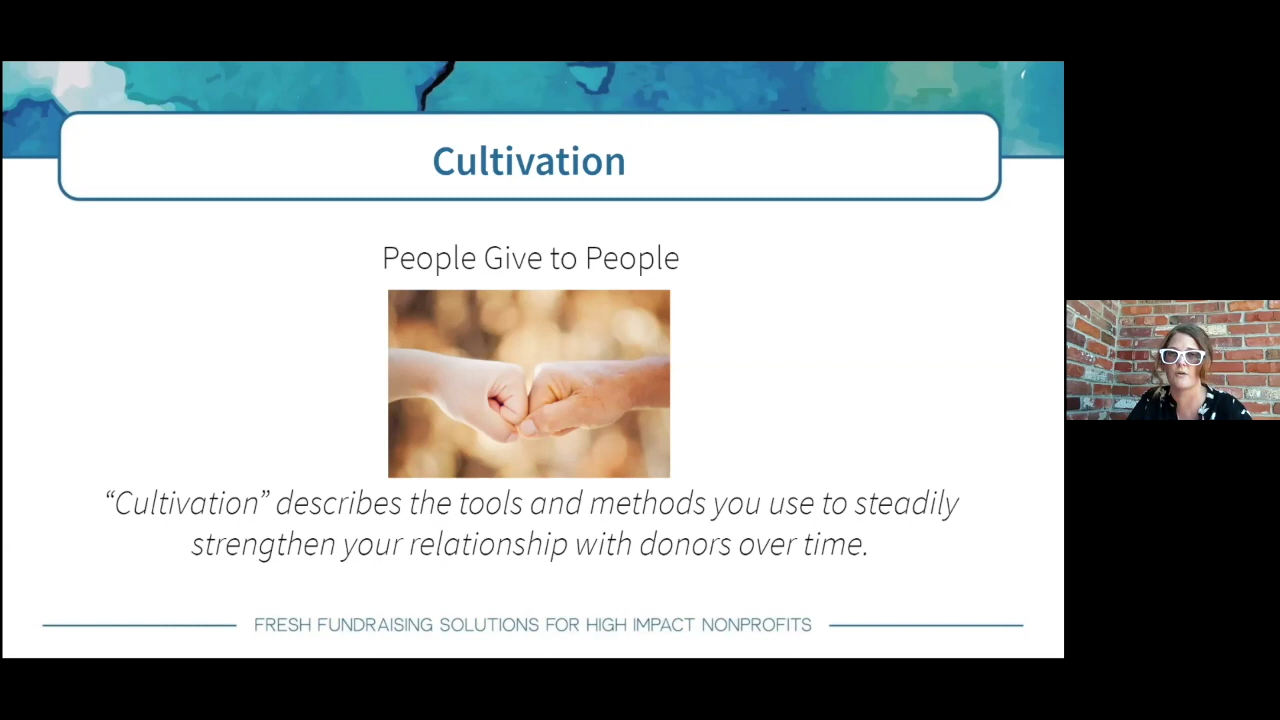 Cultivation
People Give to People
“Cultivation” describes the tools and methods you use to steadily
strengthen your relationship with donors over time.
FRESH FUNDRAISING SOLUTIONS FOR HIGH IMPACT NONPROFITS